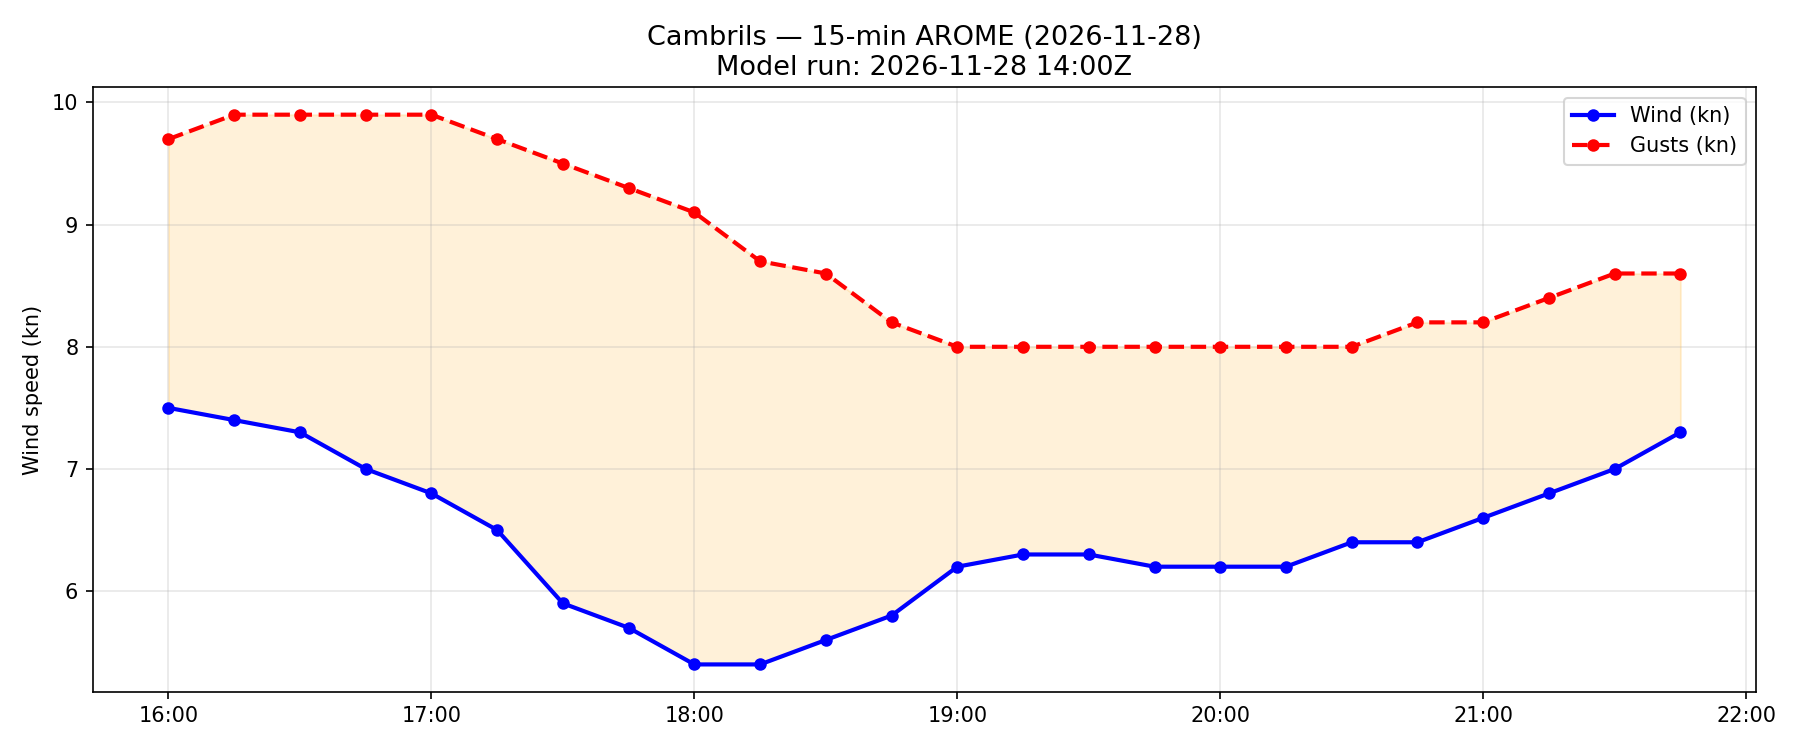 Cambrils — 15-min AROME (2026-11-28)
Model run: 2026-11-28 14:00Z
Wind (kn)
Gusts (kn)
Wind speed (kn)
10
9
8
7
6
16:00 17:00 18:00 19:00 20:00 21:00 22:00